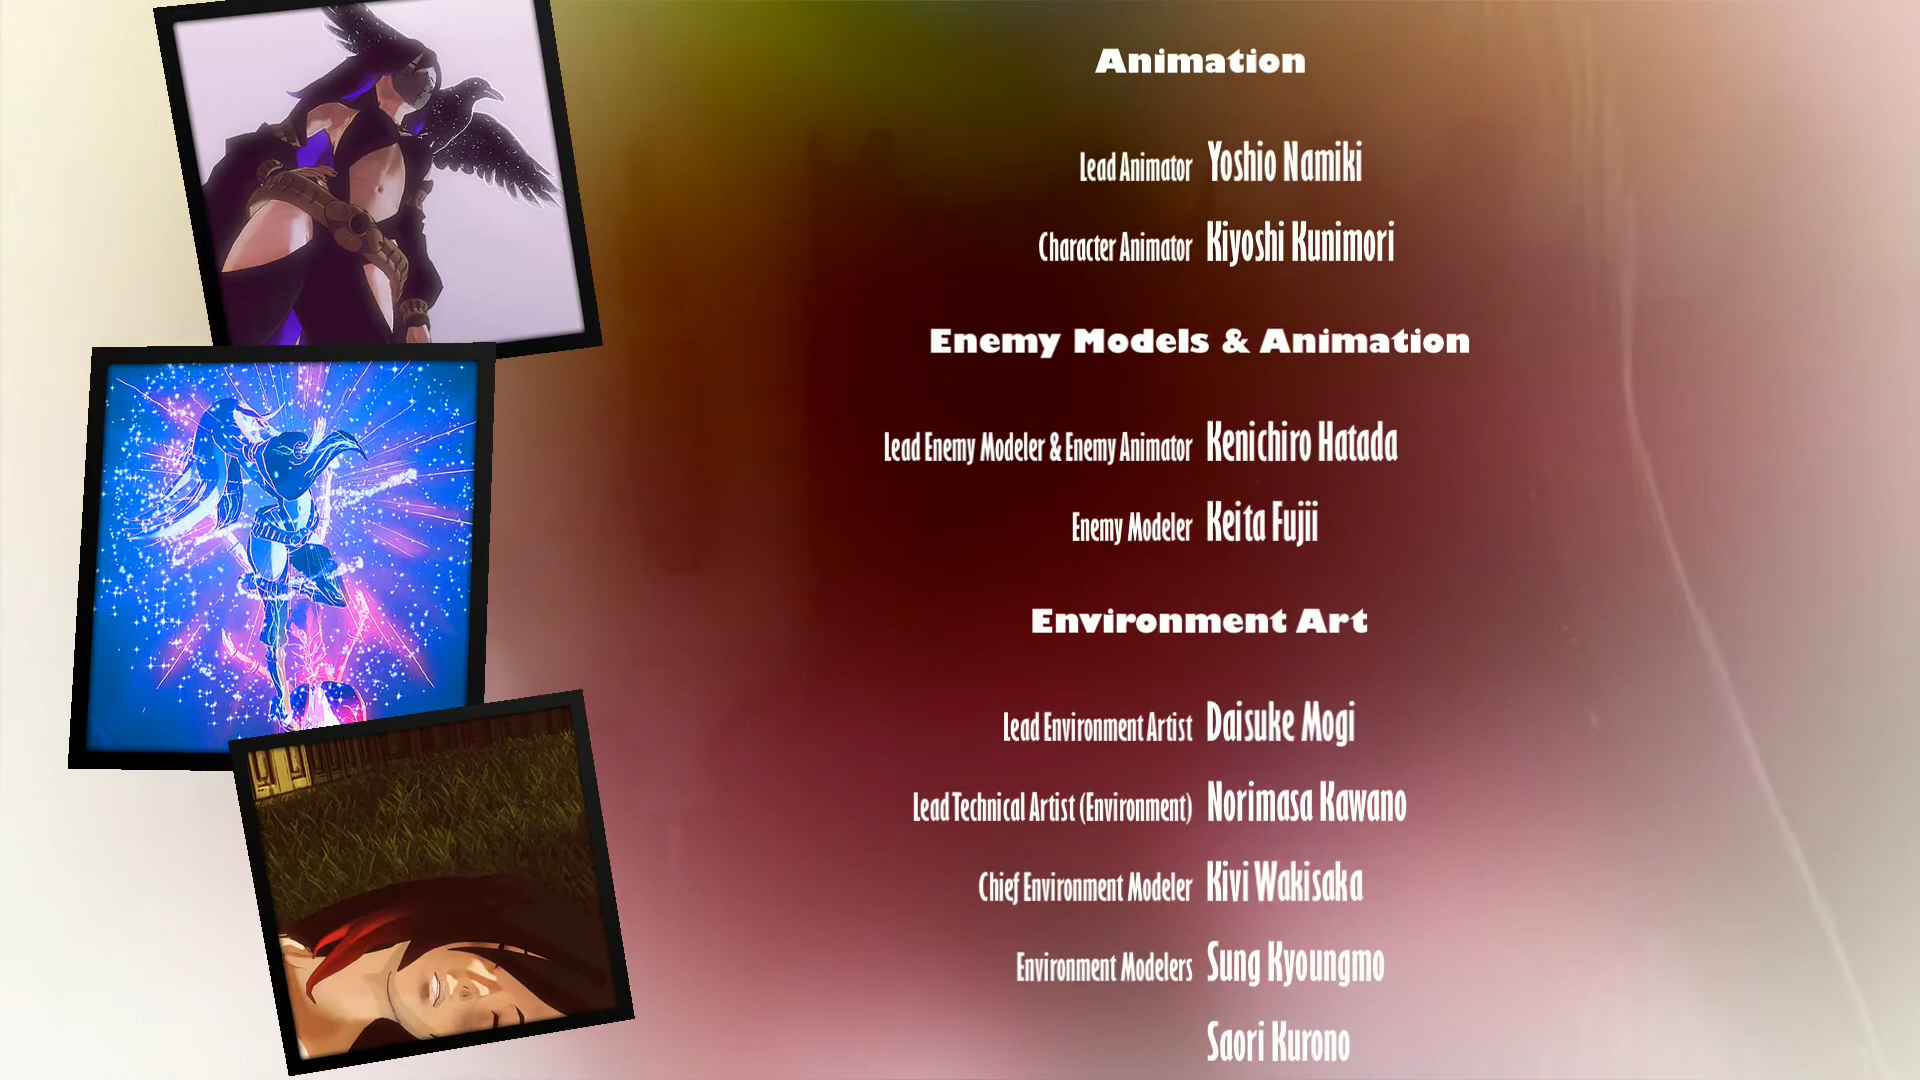 Animation
Lead Animator Yoshio Namiki
Character Animator Kiyoshi Kunimori
Enemy Models & Animation
Lead Enemy Modeler & Enemy Animator Kenichiro Hatada
Enemy Modeler Keita Fujii
Environment Art
Lead Environment Artist Daisuke Mogi
Lead Technical Artist (Environment) Norimasa Kawano
Chief Environment Modeler Kivi Wakisaka
Environment Modelers Sung Kyoungmo
Saori Kurono